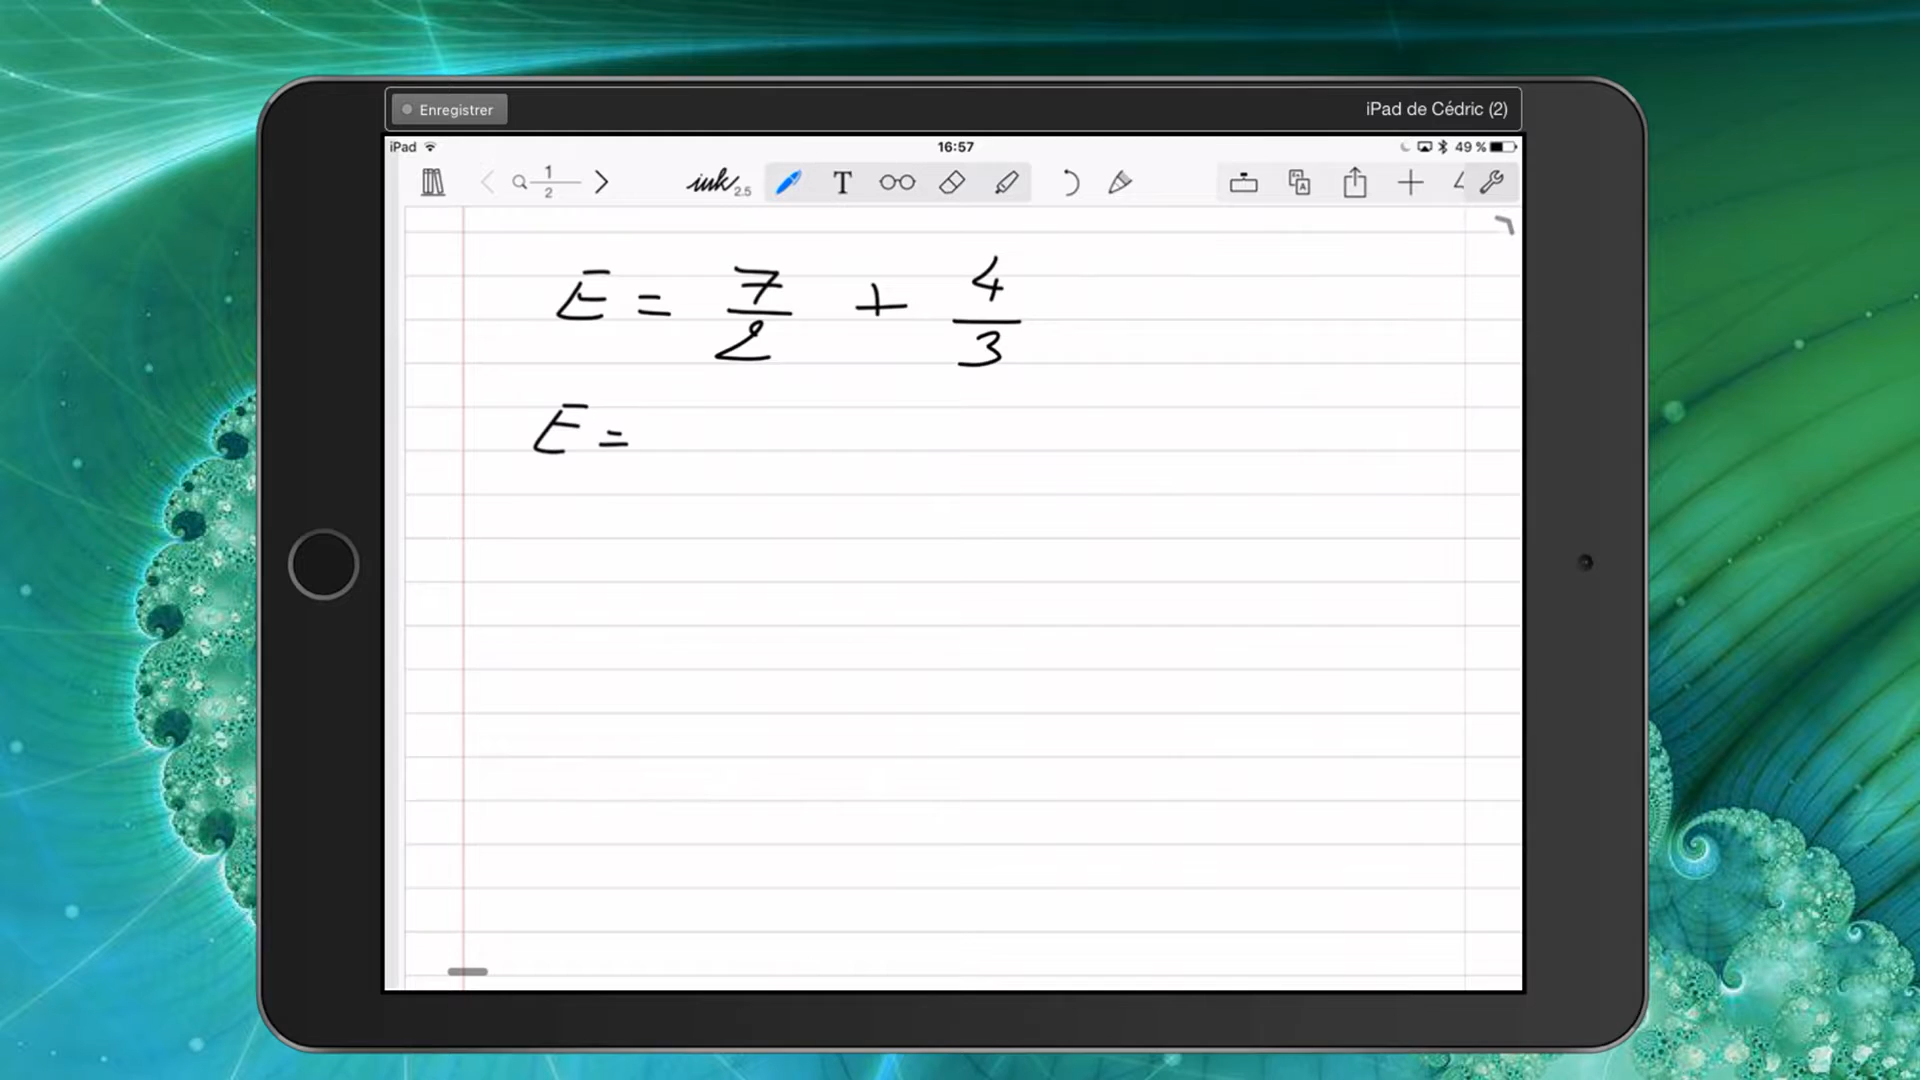 Enregistrer iPad de Cédric (2)
iPad 16:57 49 %
1
2
ink 2.5 T
E = 7/2 + 4/3
E =